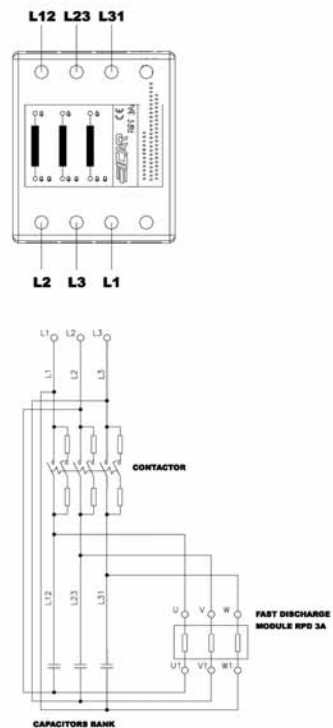 L12 L23 L31
L2 L3 L1
L1 L2 L3
L1 L2 L3
CONTACTOR
L12 L23 L31
U V W
FAST DISCHARGE
MODULE RPD 3A
U1 V1 W1
CAPACITORS BANK